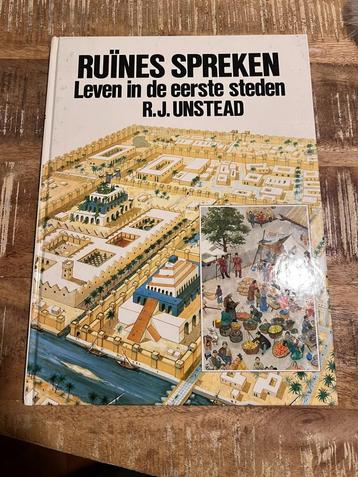 RUÏNES SPREKEN
Leven in de eerste steden
R.J. UNSTEAD